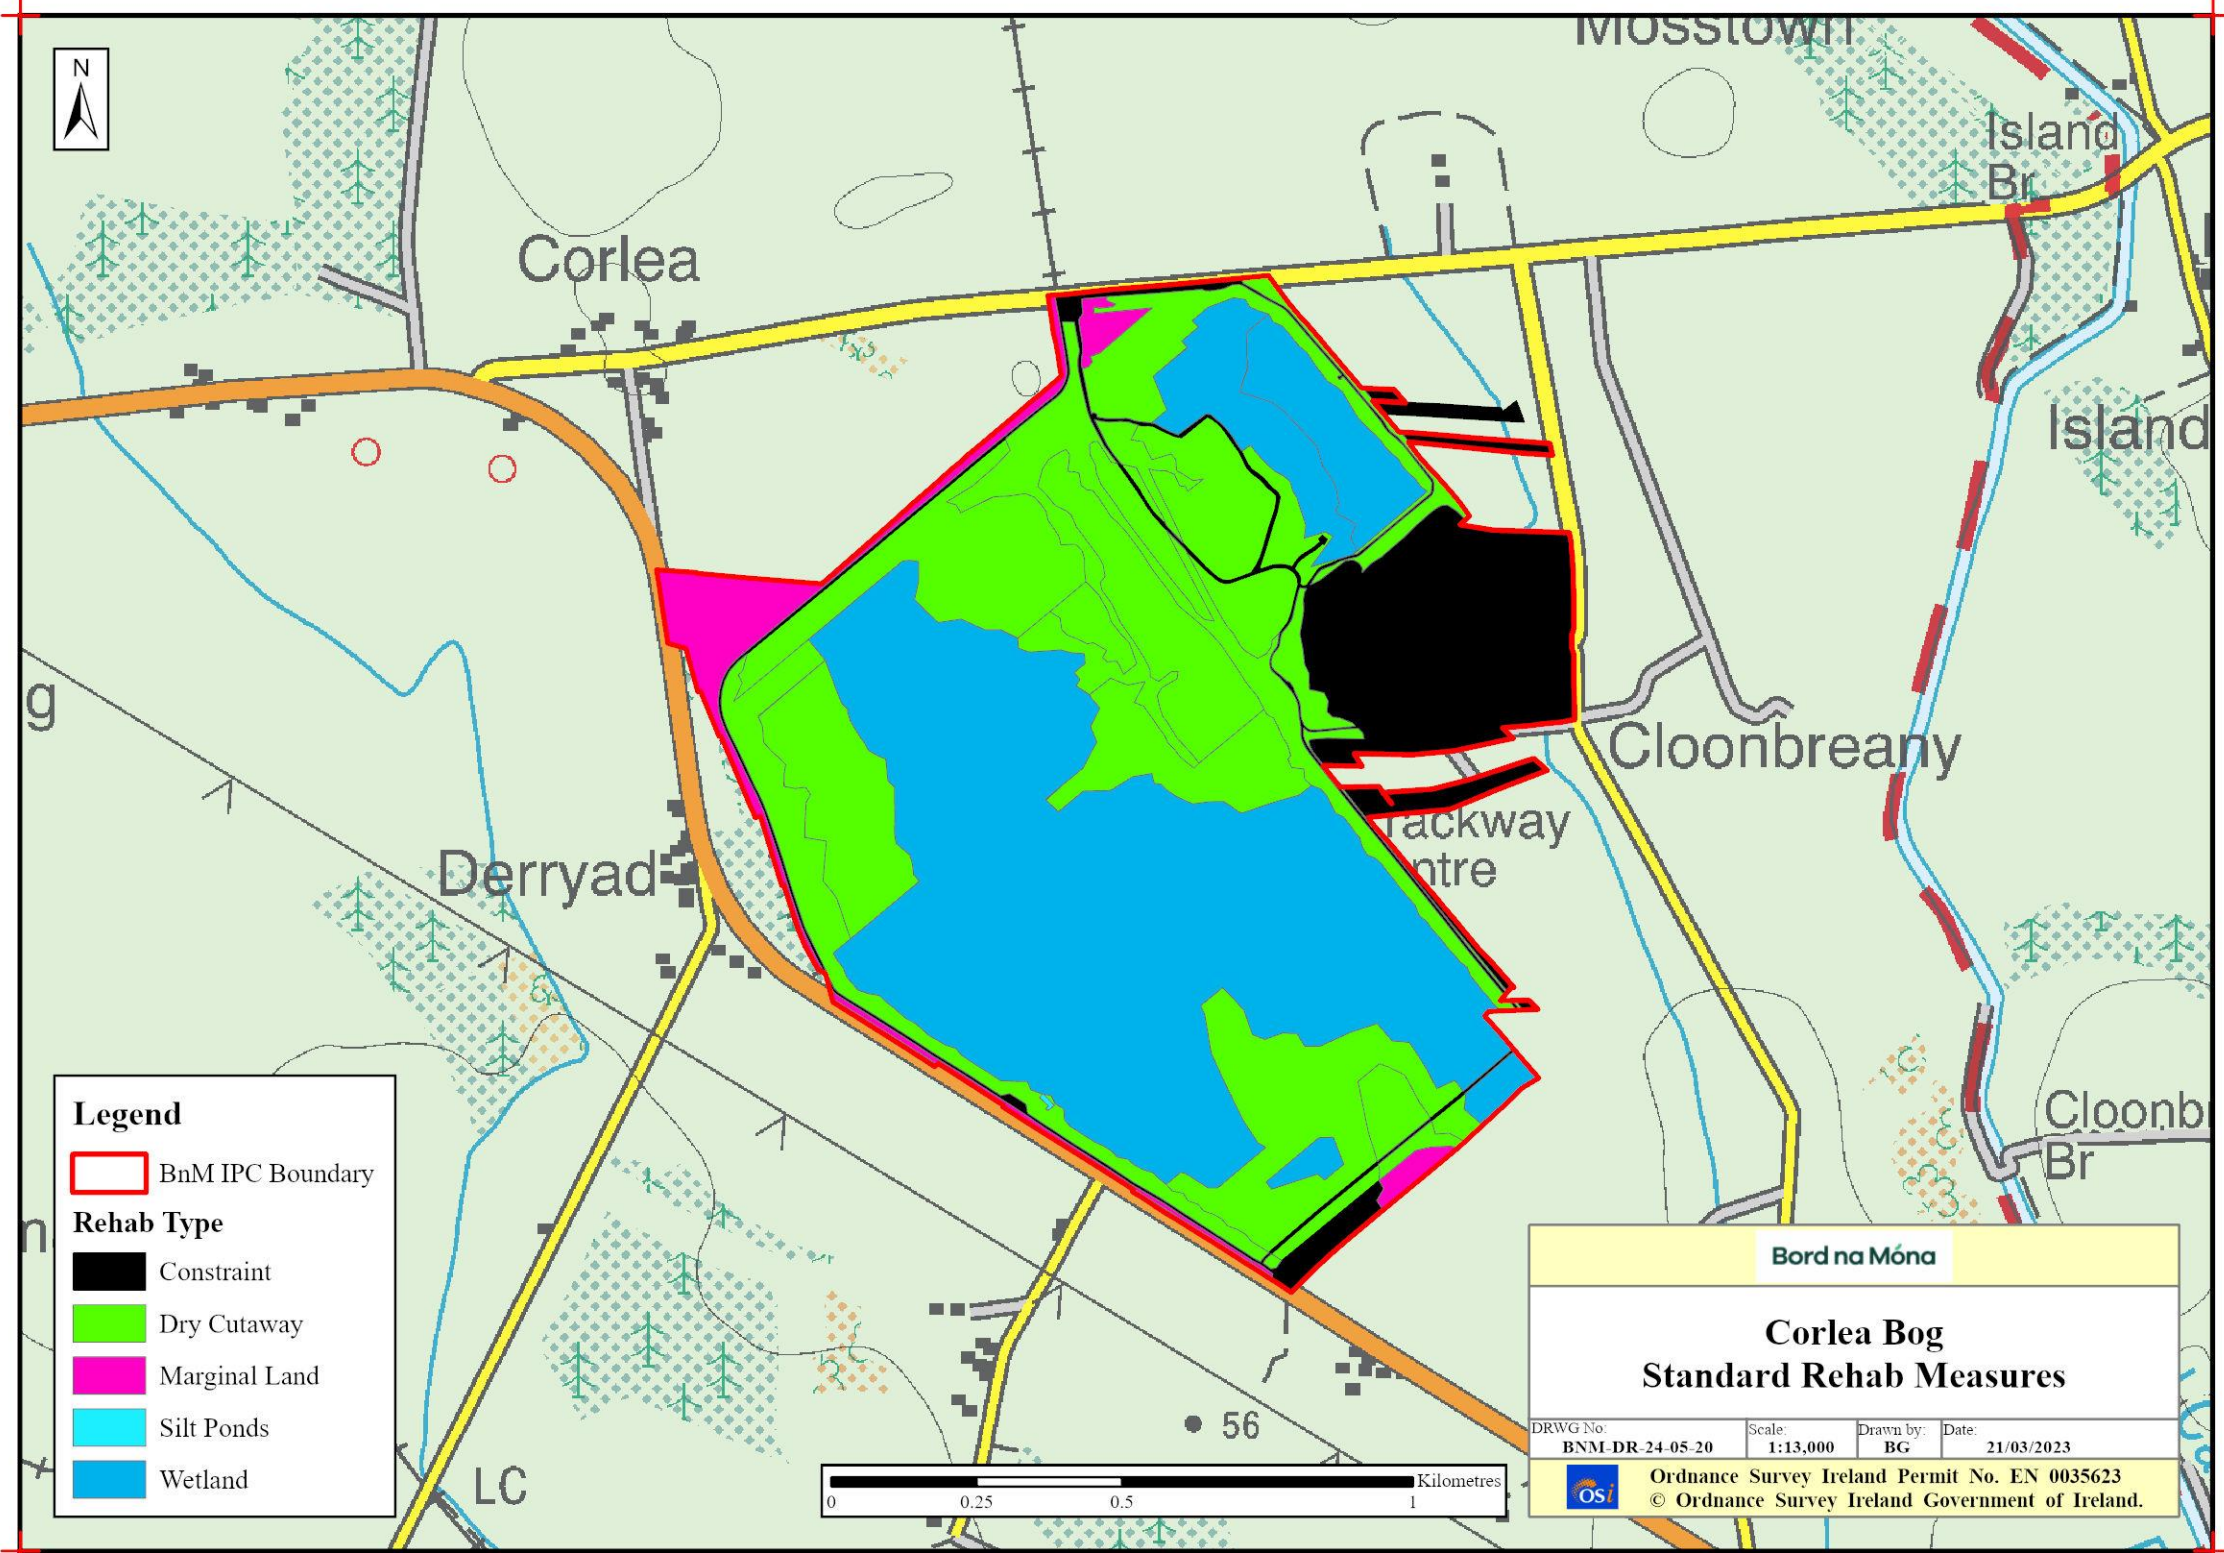 Mosstown
N
Island
Br
Corlea
Island
g
Cloonbreany
rackway
ntre
Derryad
Cloonb
Br
n
LC
56
Legend
BnM IPC Boundary
Rehab Type
Constraint
Dry Cutaway
Marginal Land
Silt Ponds
Wetland
0 0.25 0.5 1 Kilometres
Bord na Móna
Corlea Bog
Standard Rehab Measures
DRWG No: Scale: Drawn by: Date:
BNM-DR-24-05-20 1:13,000 BG 21/03/2023
OSi
Ordnance Survey Ireland Permit No. EN 0035623
© Ordnance Survey Ireland Government of Ireland.